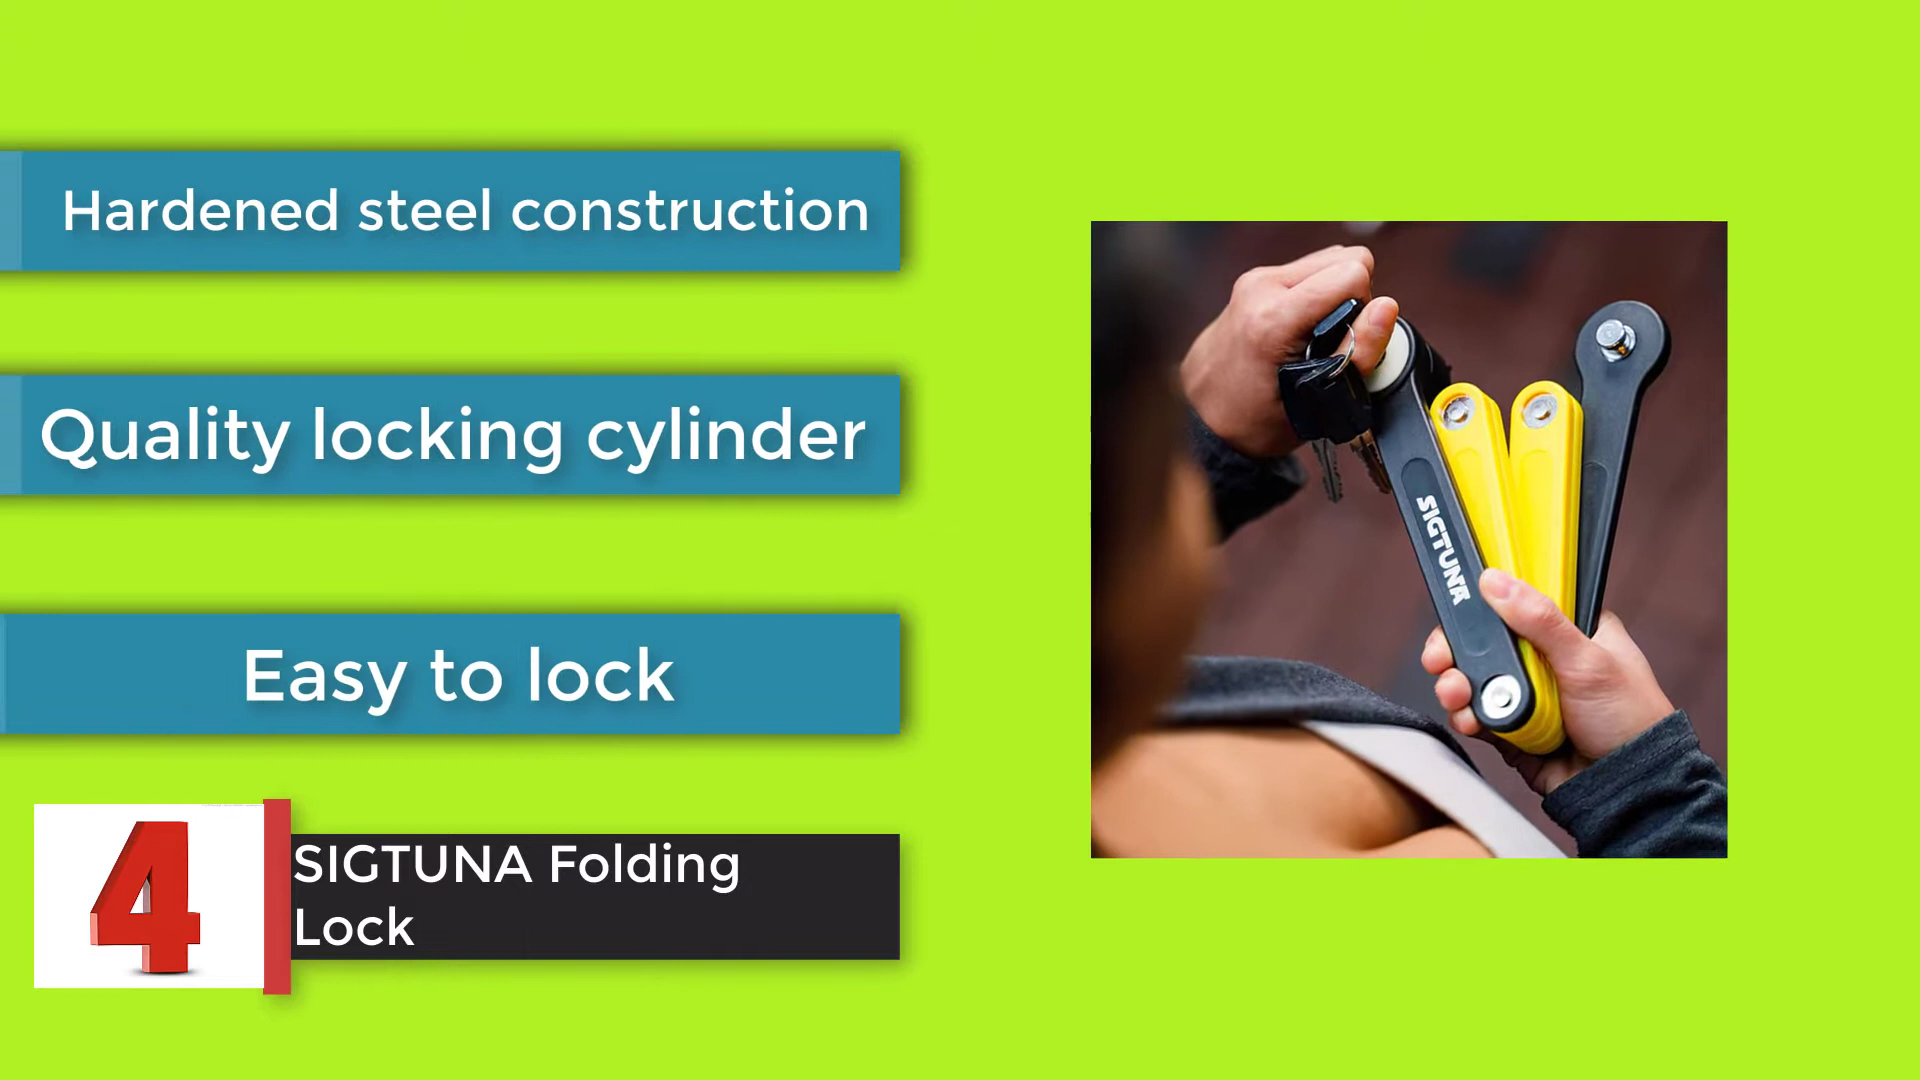 Hardened steel construction
Quality locking cylinder
Easy to lock
4
SIGTUNA Folding
Lock
SIGTUNA